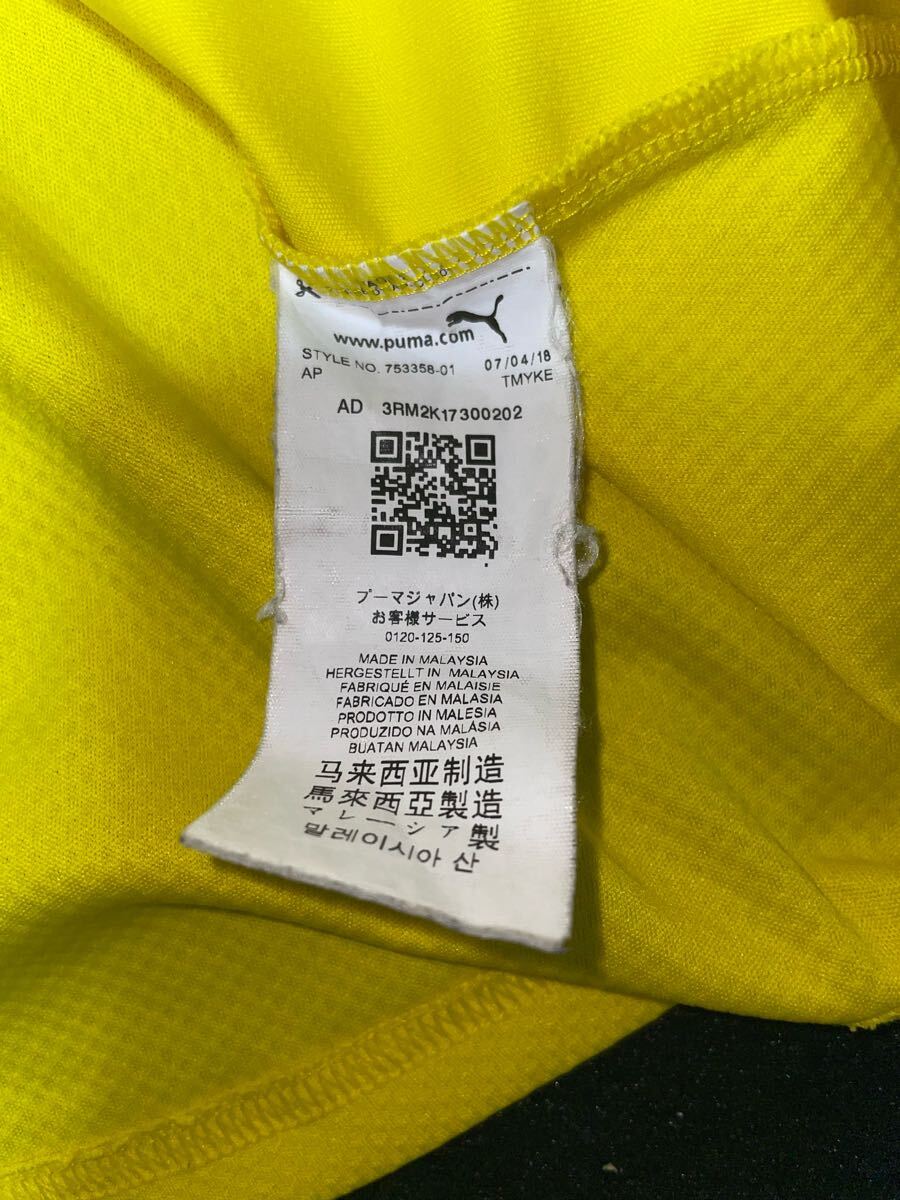 www.puma.com
STYLE NO. 753358-01 07/04/18
AP TMYKE
AD 3RM2K17300202
プーマジャパン(株)
お客様サービス
0120-125-150
MADE IN MALAYSIA
HERGESTELLT IN MALAYSIA
FABRIQUÉ EN MALAISIE
FABRICADO EN MALASIA
PRODOTTO IN MALESIA
PRODUZIDO NA MALÁSIA
BUATAN MALAYSIA
马来西亚制造
馬來西亞製造
マレーシア製
말레이시아 산